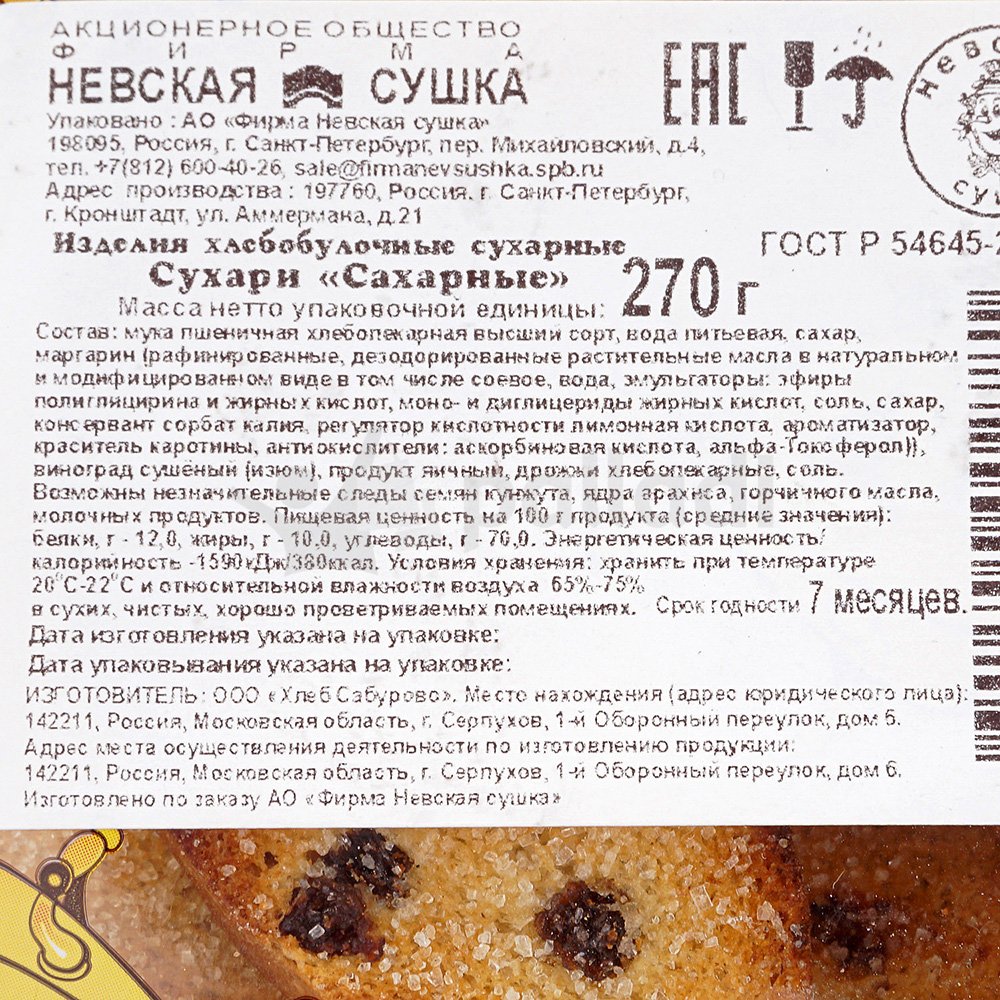 АКЦИОНЕРНОЕ ОБЩЕСТВО
ФИРМА
НЕВСКАЯ СУШКА
Упаковано : АО «Фирма Невская сушка»
198095, Россия, г. Санкт-Петербург, пер. Михайловский, д.4,
тел. +7(812) 600-40-26, sale@firmanevsushka.spb.ru
Адрес производства : 197760, Россия. г. Санкт-Петербург,
г. Кронштадт, ул. Аммермана, д.21
EAC
НЕВС
СУШ
Изделия хлебобулочные сухарные
ГОСТ Р 54645-2
Сухари «Сахарные»
Масса нетто упаковочной единицы: 270 г
Состав: мука пшеничная хлебопекарная высший сорт, вода питьевая, сахар,
маргарин (рафинированные, дезодорированные растительные масла в натуральном
и модифицированном виде в том числе соевое, вода, эмульгаторы: эфиры
полиглицирина и жирных кислот, моно- и диглицериды жирных кислот, соль, сахар,
консервант сорбат калия, регулятор кислотности лимонная кислота, ароматизатор,
краситель каротины, антиокислители: аскорбиновая кислота, альфа-токоферол)),
виноград сушёный (изюм), продукт яичный, дрожжи хлебопекарные, соль.
Возможны незначительные следы семян кунжута, ядра арахиса, горчичного масла,
молочных продуктов. Пищевая ценность на 100 г продукта (средние значения):
белки, г - 12,0, жиры, г - 10,0, углеводы, г - 70,0. Энергетическая ценность/
калорийность -1590кДж/380ккал. Условия хранения: хранить при температуре
20°С-22°С и относительной влажности воздуха 65%-75%
в сухих, чистых, хорошо проветриваемых помещениях. Срок годности 7 месяцев.
Дата изготовления указана на упаковке:
Дата упаковывания указана на упаковке:
ИЗГОТОВИТЕЛЬ: ООО «Хлеб Сабурово». Место нахождения (адрес юридического лица):
142211, Россия, Московская область, г. Серпухов, 1-й Оборонный переулок, дом 6.
Адрес места осуществления деятельности по изготовлению продукции:
142211, Россия, Московская область, г. Серпухов, 1-й Оборонный переулок, дом 6.
Изготовлено по заказу АО «Фирма Невская сушка»